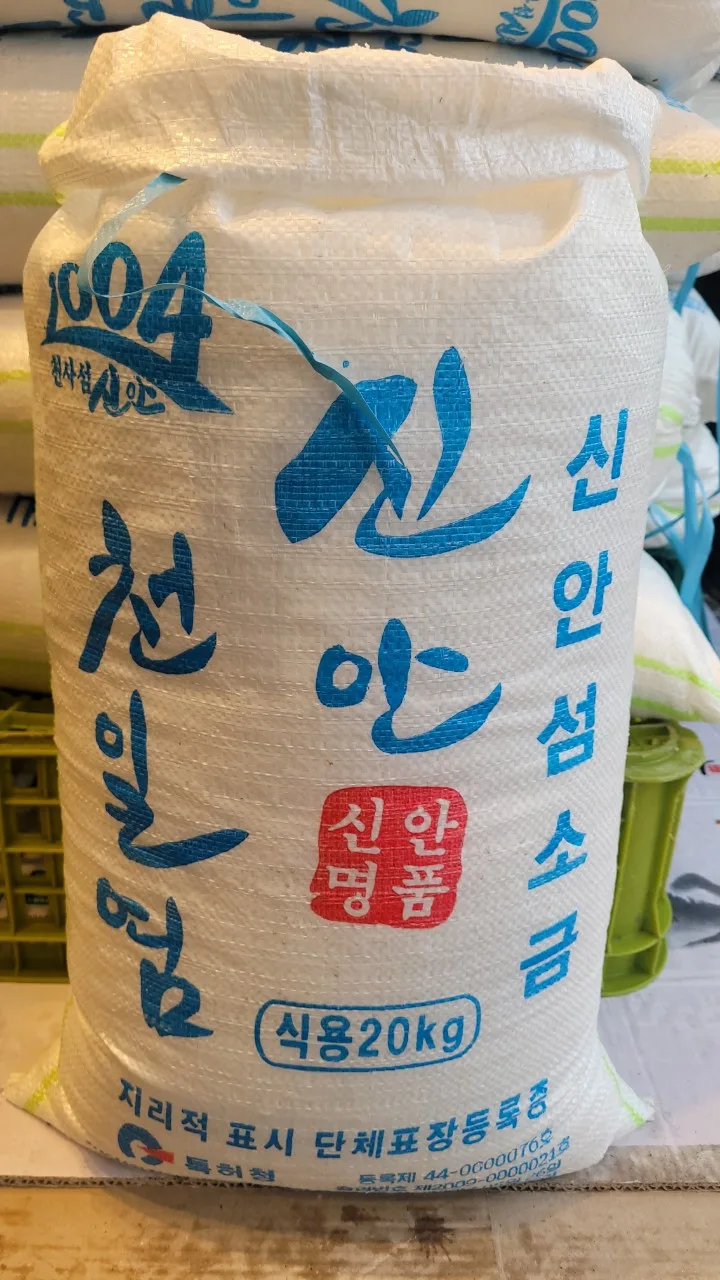 1004
천사섬 신안
신안
천일염
신안섬소금
신안
명품
식용20kg
지리적 표시 단체표장등록증
특허청
등록제 44-0000076호